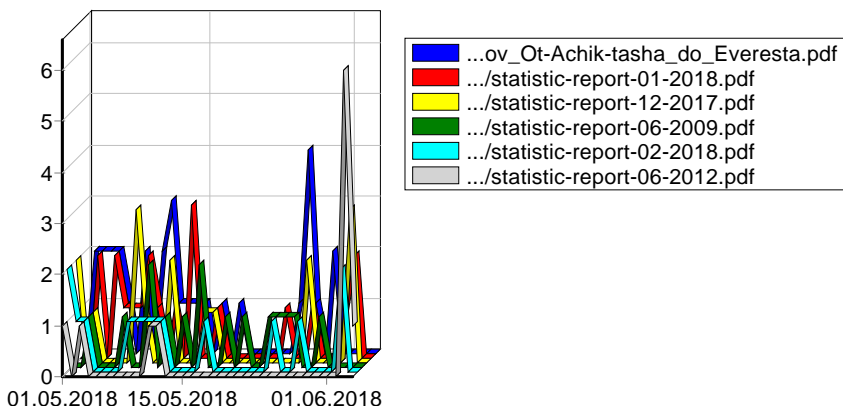 6
5
4
3
2
1
0
01.05.2018 15.05.2018 01.06.2018
...ov_Ot-Achik-tasha_do_Everesta.pdf
.../statistic-report-01-2018.pdf
.../statistic-report-12-2017.pdf
.../statistic-report-06-2009.pdf
.../statistic-report-02-2018.pdf
.../statistic-report-06-2012.pdf